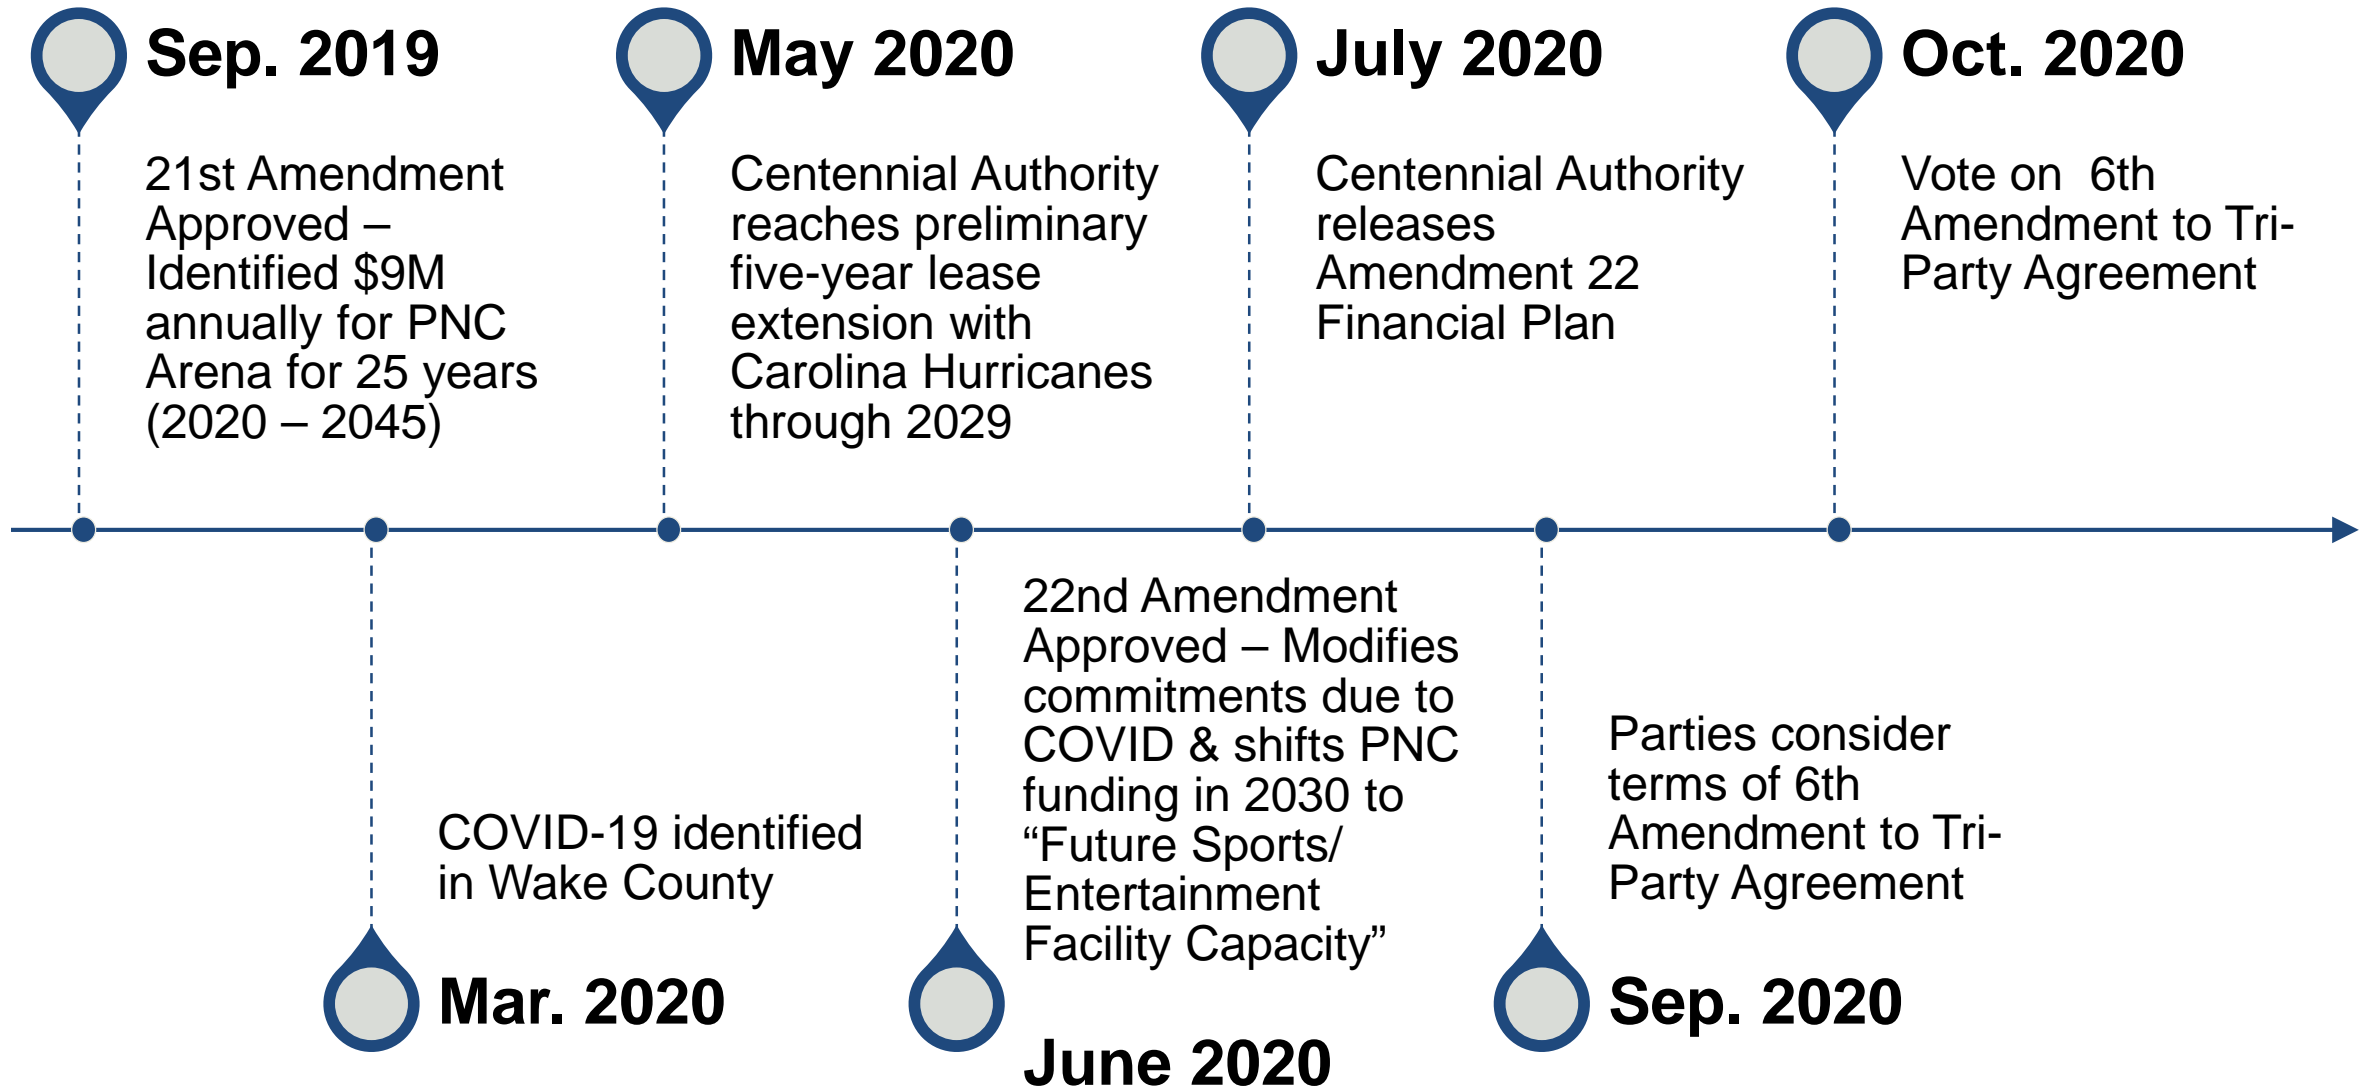 Sep. 2019
21st Amendment
Approved –
Identified $9M
annually for PNC
Arena for 25 years
(2020 – 2045)
COVID-19 identified
in Wake County
Mar. 2020
May 2020
Centennial Authority
reaches preliminary
five-year lease
extension with
Carolina Hurricanes
through 2029
22nd Amendment
Approved – Modifies
commitments due to
COVID & shifts PNC
funding in 2030 to
“Future Sports/
Entertainment
Facility Capacity”
June 2020
July 2020
Centennial Authority
releases
Amendment 22
Financial Plan
Parties consider
terms of 6th
Amendment to Tri-
Party Agreement
Sep. 2020
Oct. 2020
Vote on  6th
Amendment to Tri-
Party Agreement